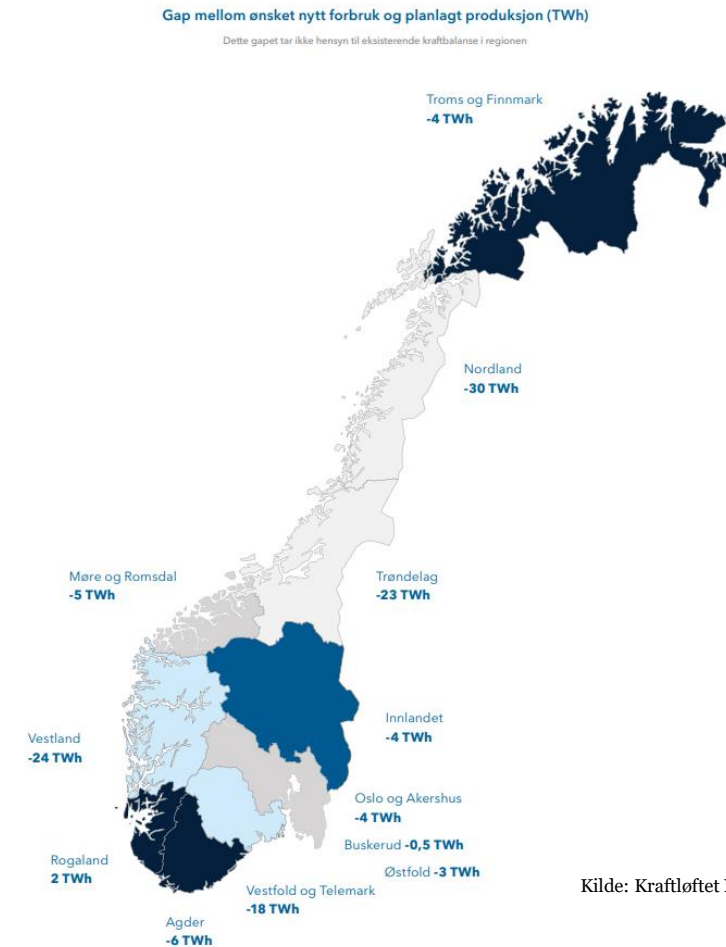 Gap mellom ønsket nytt forbruk og planlagt produksjon (TWh)
Dette gapet tar ikke hensyn til eksisterende kraftbalanse i regionen
Troms og Finnmark
-4 TWh
Nordland
-30 TWh
Møre og Romsdal
-5 TWh
Trøndelag
-23 TWh
Vestland
-24 TWh
Innlandet
-4 TWh
Oslo og Akershus
-4 TWh
Buskerud -0,5 TWh
Østfold -3 TWh
Rogaland
2 TWh
Vestfold og Telemark
-18 TWh
Agder
-6 TWh
Kilde: Kraftløftet